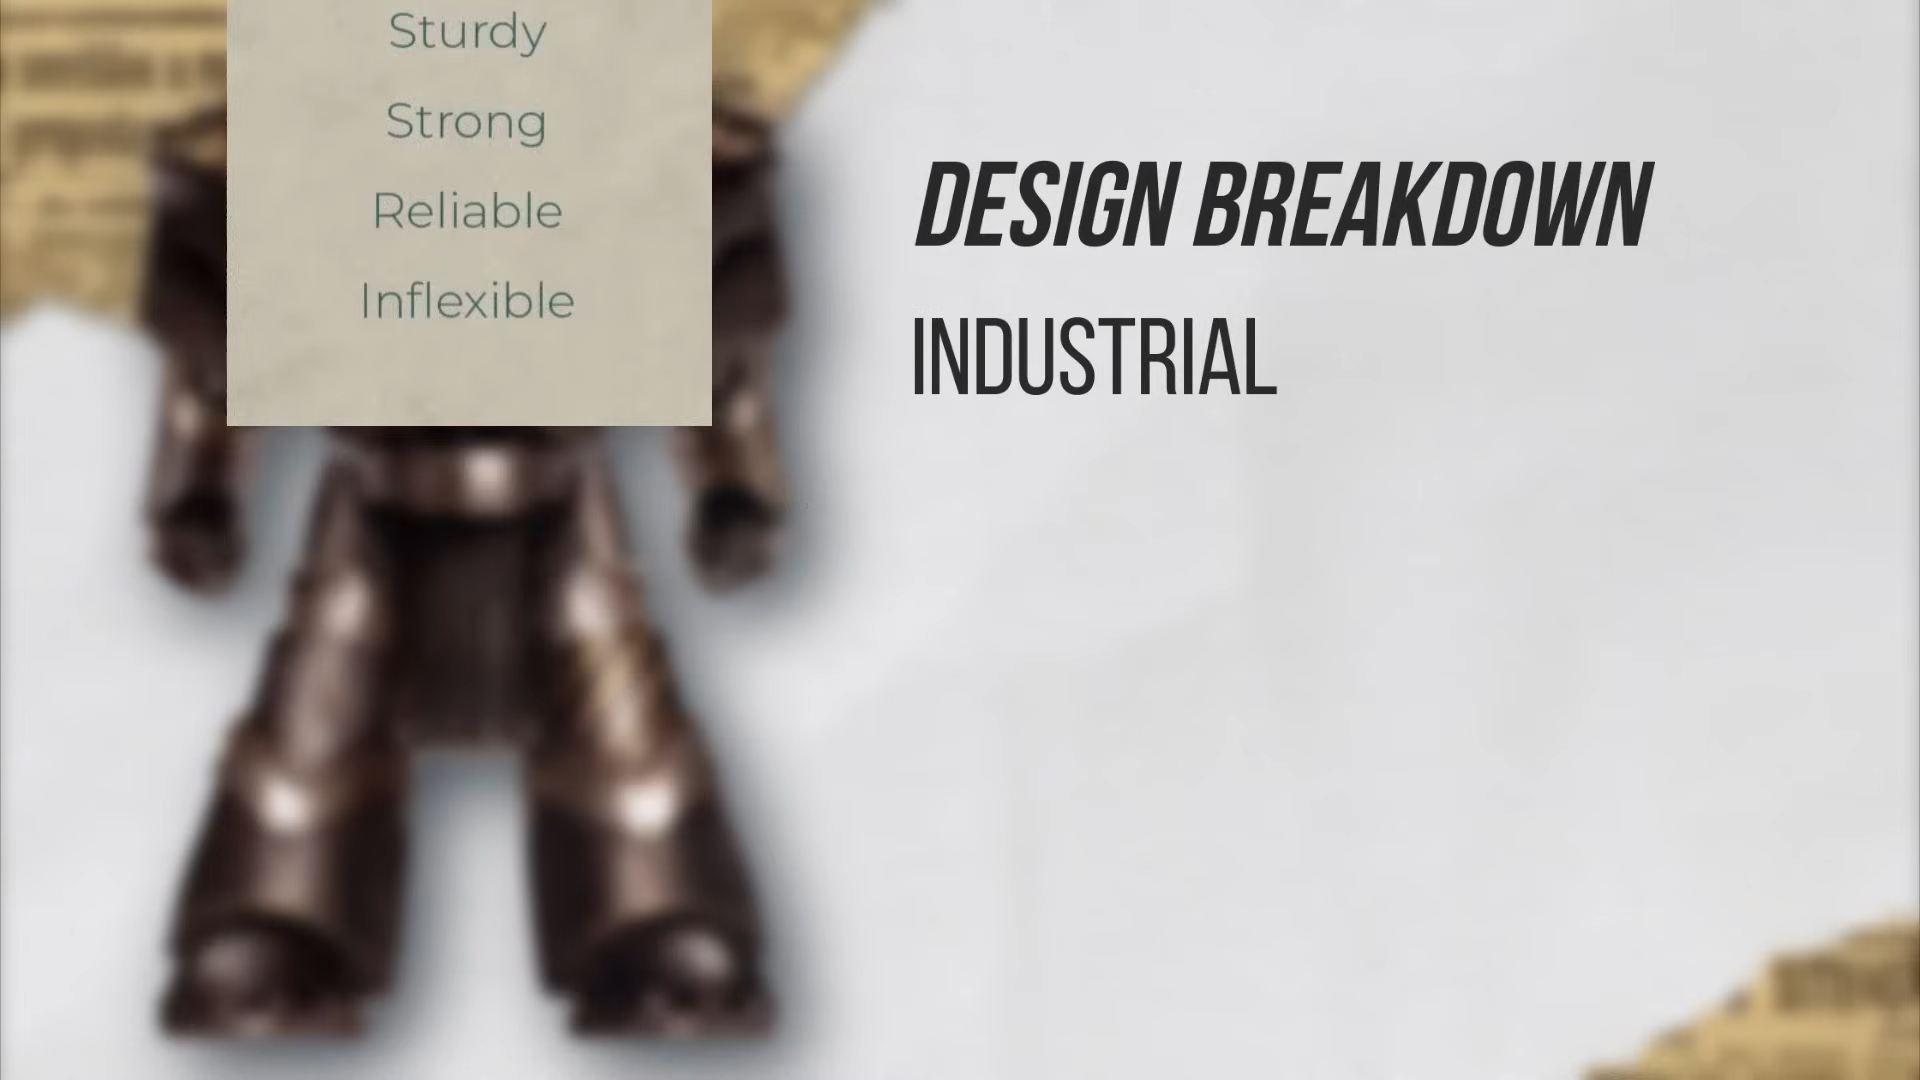 Sturdy
Strong
Reliable
Inflexible
DESIGN BREAKDOWN
INDUSTRIAL